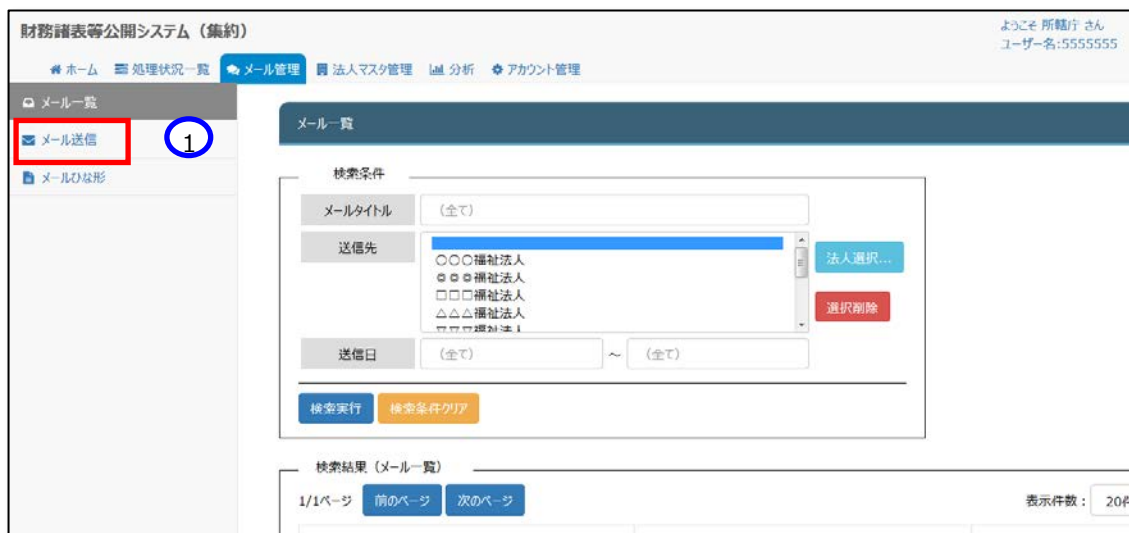 財務諸表等公開システム（集約）
ようこそ 所轄庁 さん
ユーザー名:5555555
ホーム 処理状況一覧 メール管理 法人マスタ管理 分析 アカウント管理
メール一覧
メール送信
1
メールひな形
メール一覧
検索条件
メールタイトル (全て)
送信先
○○○福祉法人
◎◎◎福祉法人
□□□福祉法人
△△△福祉法人
▽▽▽福祉法人
法人選択...
選択削除
送信日 (全て) ～ (全て)
検索実行 検索条件クリア
検索結果（メール一覧）
1/1ページ 前のページ 次のページ 表示件数： 20件